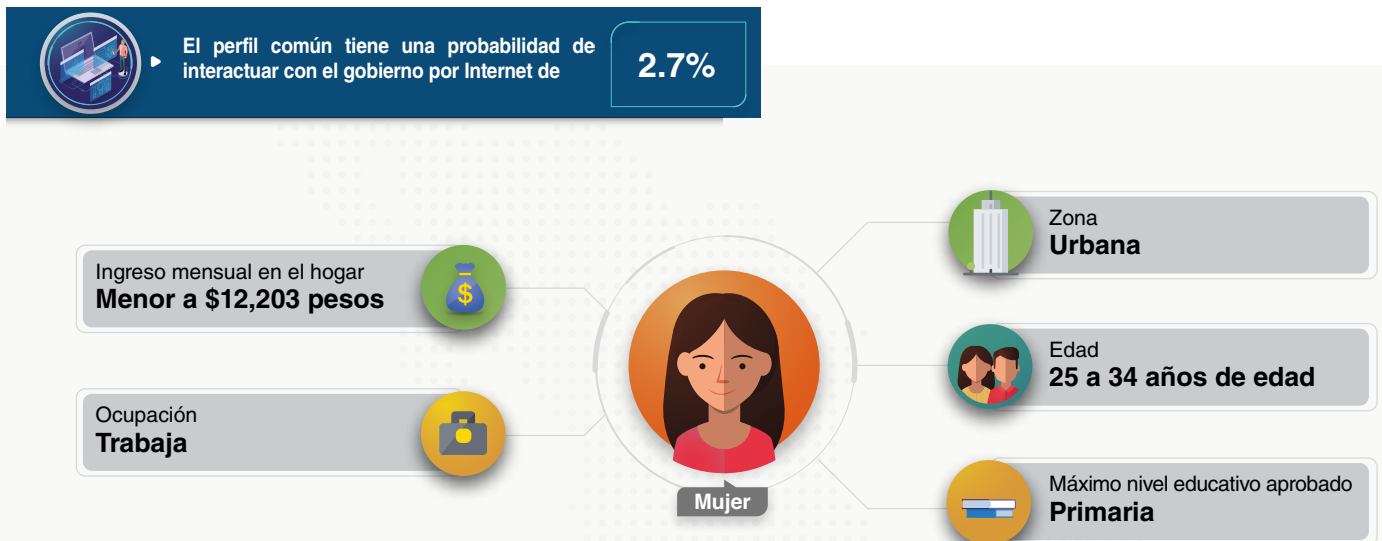 El perfil común tiene una probabilidad de
interactuar con el gobierno por Internet de
2.7%
Ingreso mensual en el hogar
Menor a $12,203 pesos
Ocupación
Trabaja
Mujer
Zona
Urbana
Edad
25 a 34 años de edad
Máximo nivel educativo aprobado
Primaria